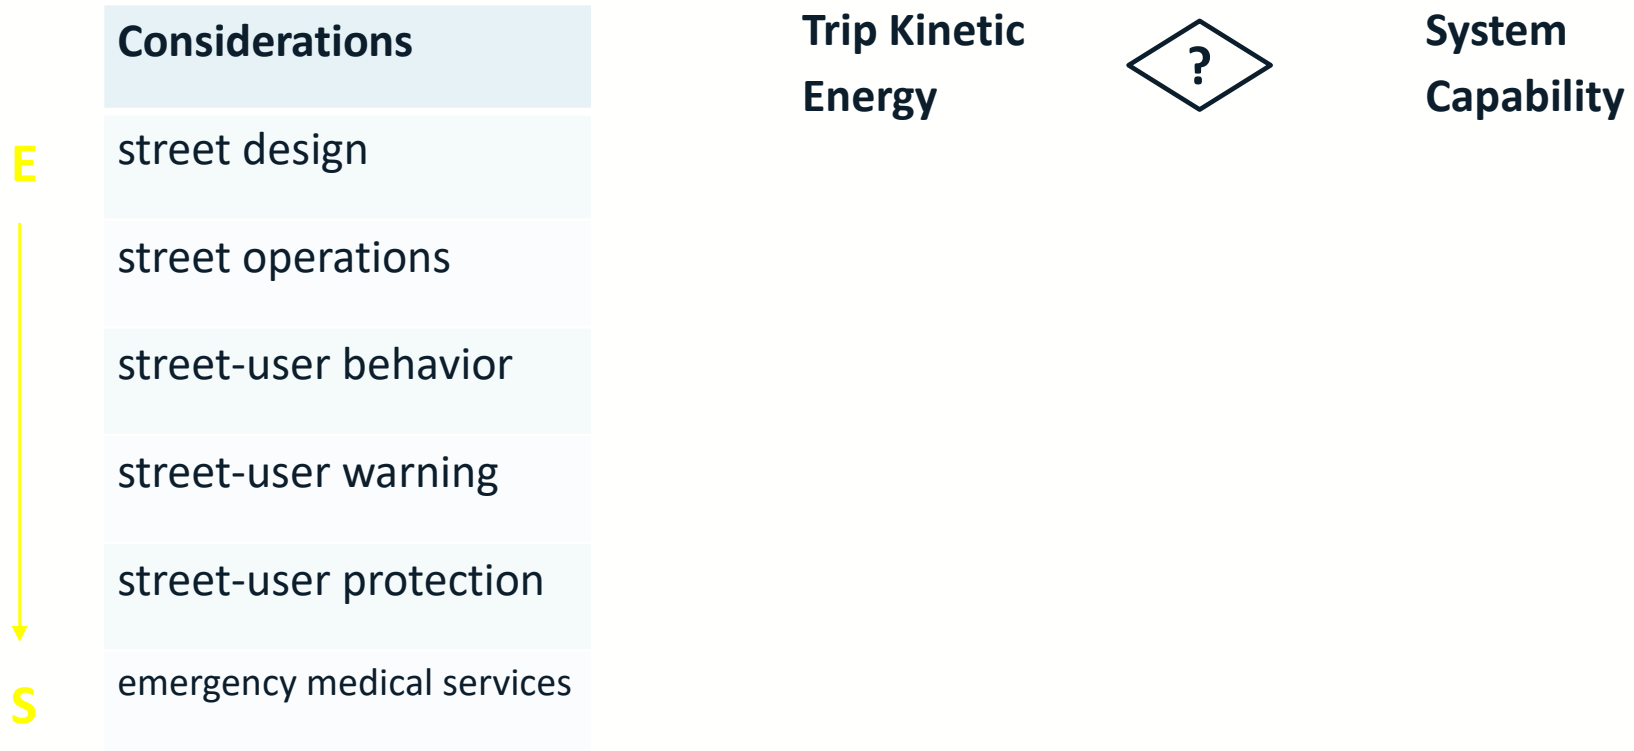 Considerations
street design
street operations
street-user behavior
street-user warning
street-user protection
emergency medical services
E
S
Trip Kinetic
Energy
?
System
Capability